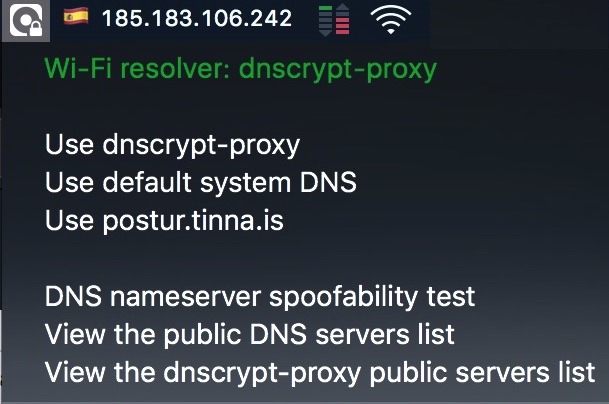 185.183.106.242
Wi-Fi resolver: dnscrypt-proxy
Use dnscrypt-proxy
Use default system DNS
Use postur.tinna.is
DNS nameserver spoofability test
View the public DNS servers list
View the dnscrypt-proxy public servers list